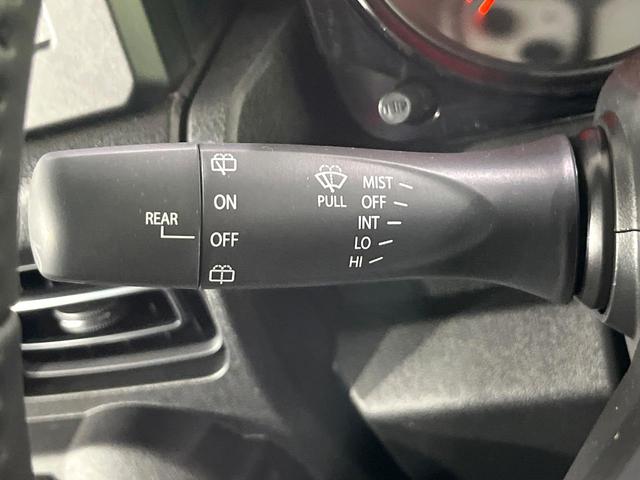 REAR
ON
OFF
PULL
MIST
OFF
INT
LO
HI